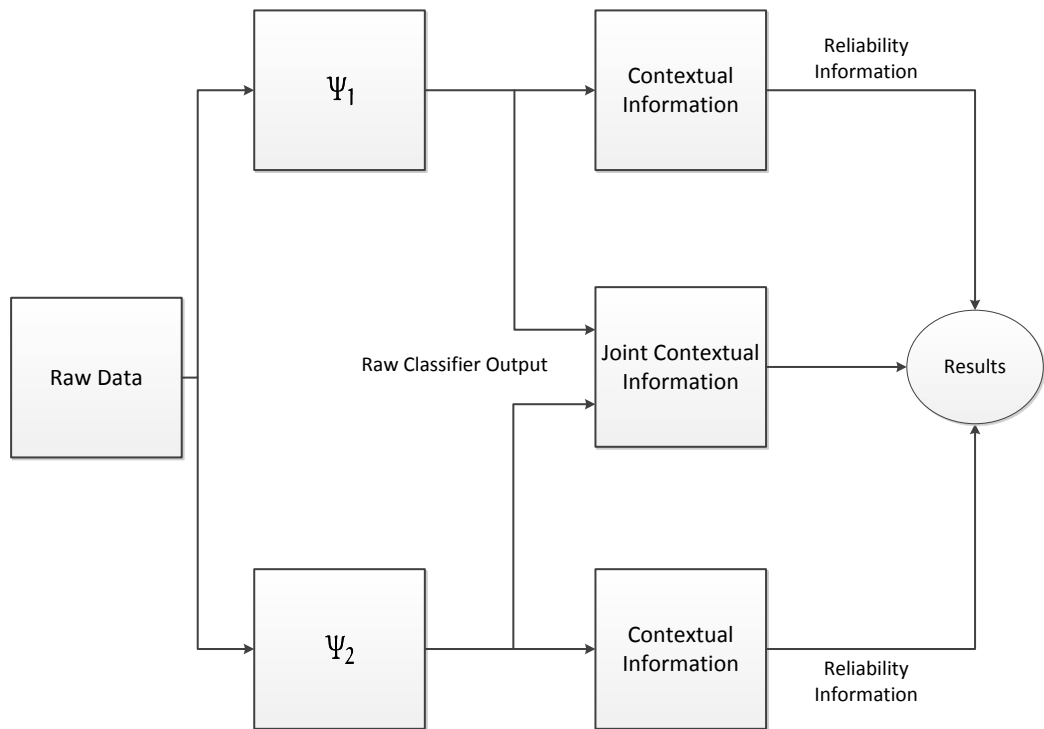 Ψ1
Contextual
Information
Reliability
Information
Raw Data
Raw Classifier Output
Joint Contextual
Information
Results
Ψ2
Contextual
Information
Reliability
Information